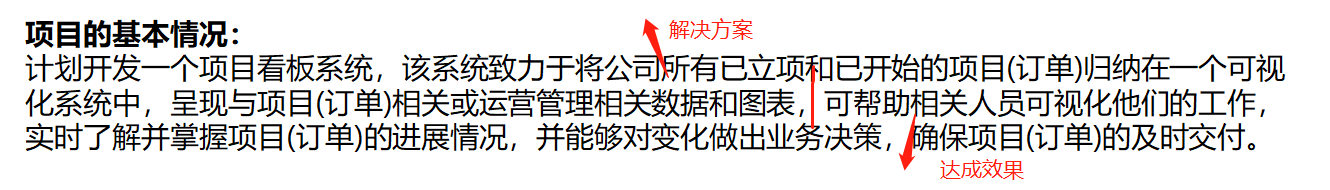 解决方案
项目的基本情况：
计划开发一个项目看板系统，该系统致力于将公司所有已立项和已开始的项目(订单)归纳在一个可视
化系统中，呈现与项目(订单)相关或运营管理相关数据和图表，可帮助相关人员可视化他们的工作，
实时了解并掌握项目(订单)的进展情况，并能够对变化做出业务决策，确保项目(订单)的及时交付。
达成效果